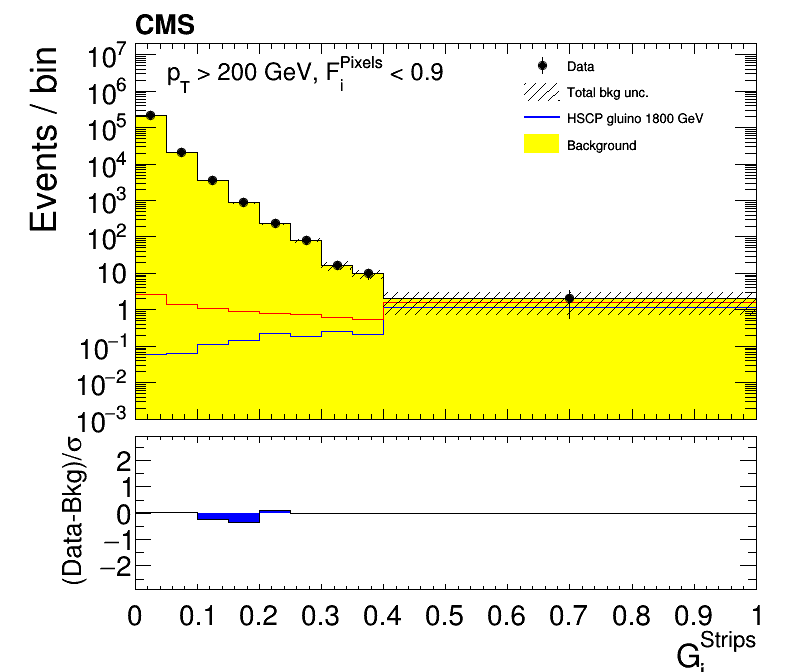 CMS
Events / bin
10^7
10^6
10^5
10^4
10^3
10^2
10
1
10^−1
10^−2
10^−3
p_T > 200 GeV, F_i^Pixels < 0.9
Data
Total bkg unc.
HSCP gluino 1800 GeV
Background
(Data-Bkg)/σ
2
1
0
−1
−2
0 0.1 0.2 0.3 0.4 0.5 0.6 0.7 0.8 0.9 1
G_i^Strips